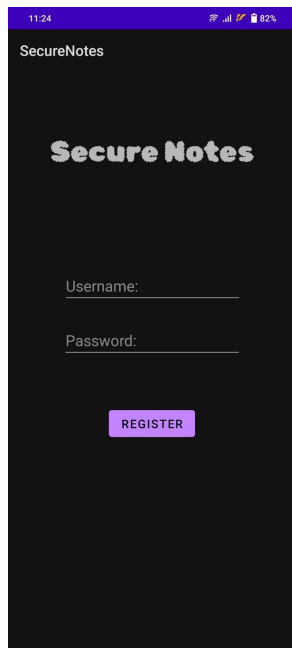 11:24 82%
SecureNotes
Secure Notes
Username:
Password:
REGISTER